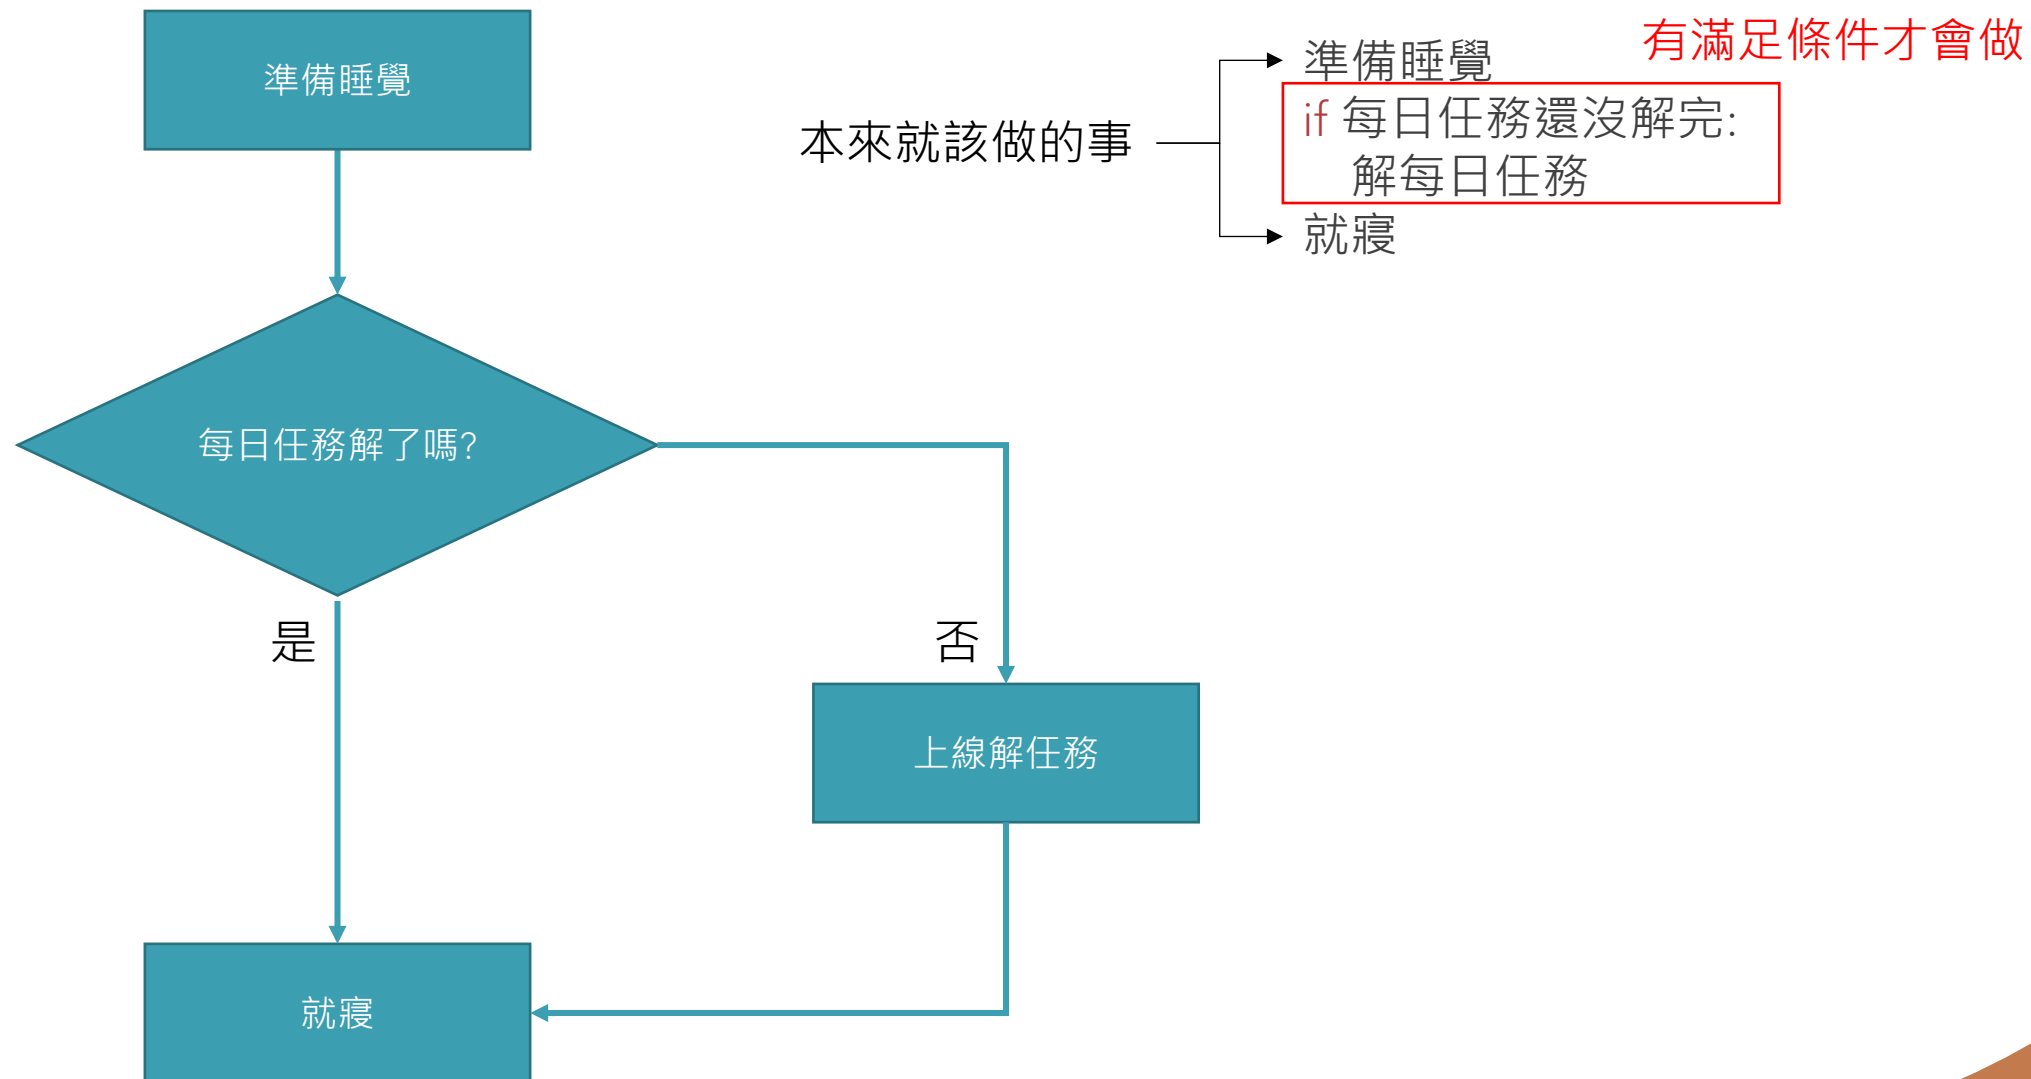 準備睡覺
每日任務解了嗎?
是
否
上線解任務
就寢
本來就該做的事
有滿足條件才會做
準備睡覺
if 每日任務還沒解完:
解每日任務
就寢